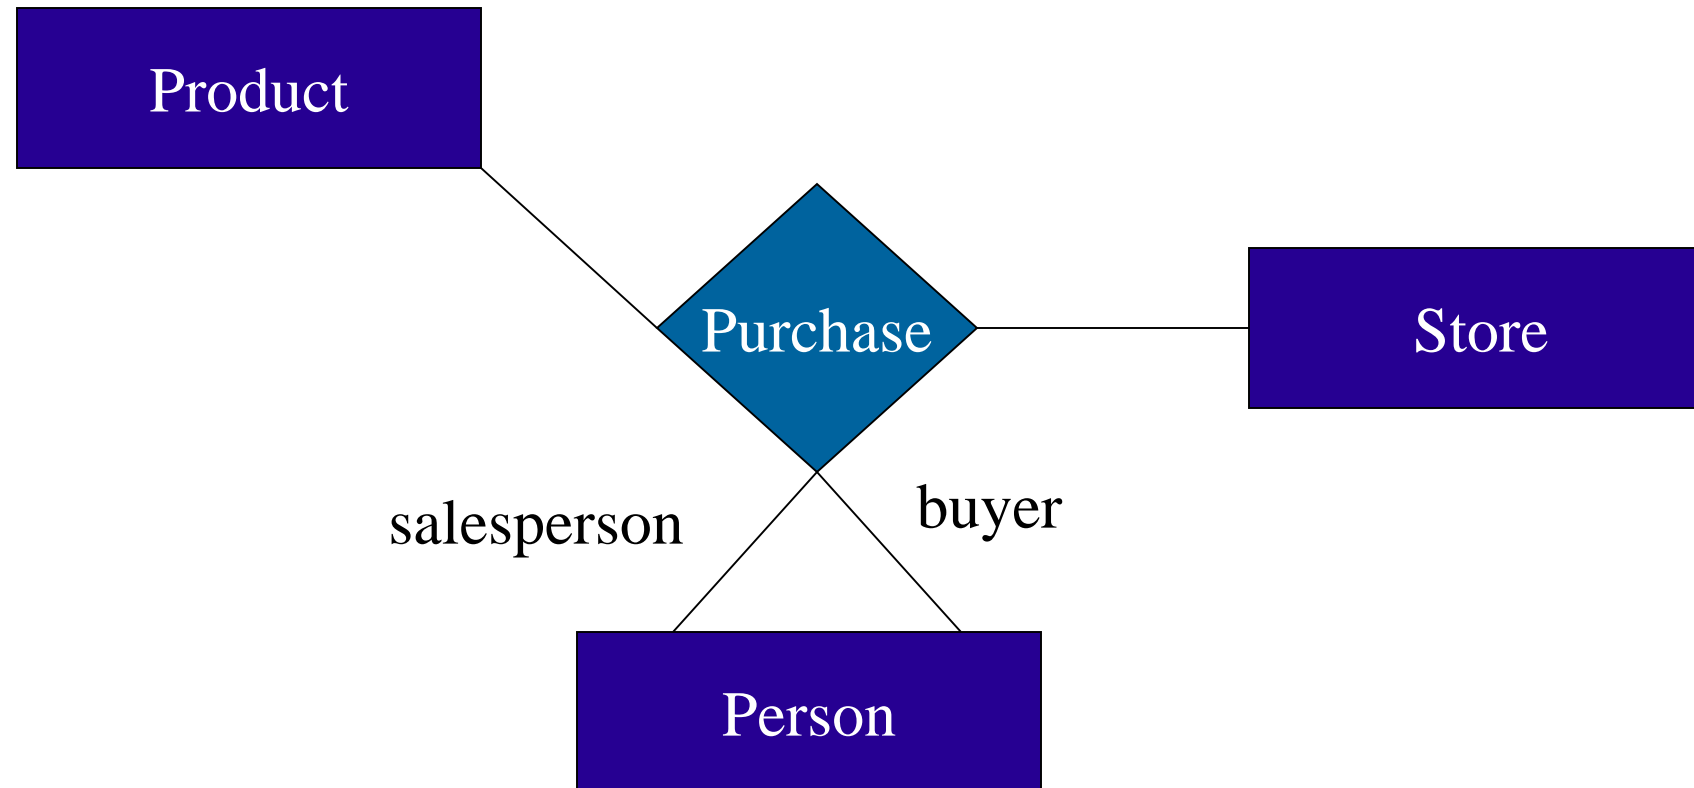 Product
Purchase
Store
salesperson
buyer
Person